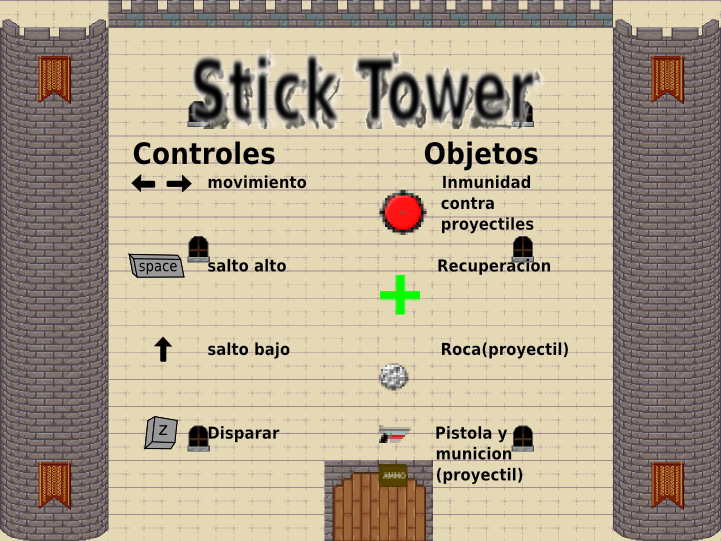 Stick Tower
Controles
Objetos
movimiento
Inmunidad
contra
proyectiles
space
salto alto
Recuperacion
salto bajo
Roca(proyectil)
Z
Disparar
Pistola y
municion
(proyectil)
AMMO